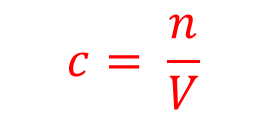 c = n/V